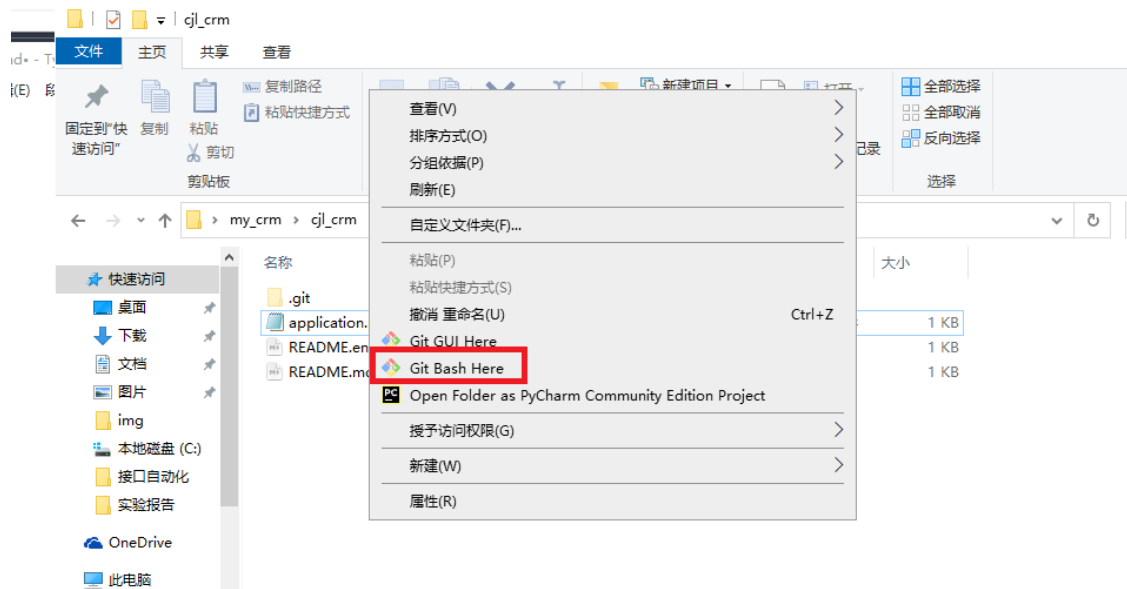 cjl_crm
文件 主页 共享 查看
复制路径
粘贴快捷方式
固定到"快速访问"
复制
粘贴
剪切
剪贴板
新建项目
打开
全部选择
全部取消
反向选择
选择
my_crm > cjl_crm
名称
大小
快速访问
桌面
下载
文档
图片
img
本地磁盘 (C:)
接口自动化
实验报告
OneDrive
此电脑
.git
application.
1 KB
README.en
1 KB
1 KB
查看(V)
排序方式(O)
分组依据(P)
刷新(E)
自定义文件夹(F)...
粘贴(P)
粘贴快捷方式(S)
撤消 重命名(U) Ctrl+Z
Git GUI Here
Git Bash Here
Open Folder as PyCharm Community Edition Project
授予访问权限(G)
新建(W)
属性(R)